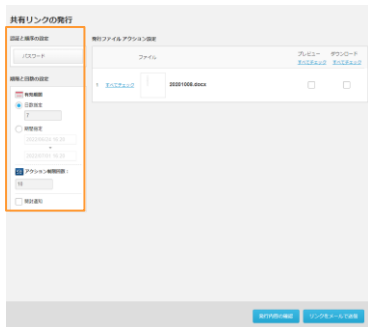 共有リンクの発行
認証と権序の設定
パスワード
期間と回数の設定
有効期限
日数指定
7
期間指定
アクション制限回数：
10
開封通知
発行ファイル アクション設定
ファイル
プレビュー
すべてチェック
ダウンロード
すべてチェック
すべてチェック
20201008.docx
発行内容の確認
リンクをメールで送信